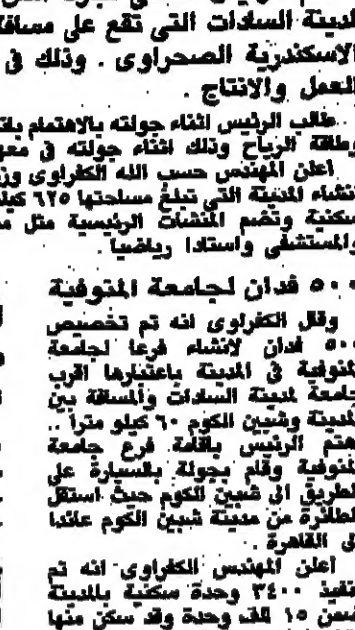 لمدينة السادات التى تقع على مسافة
الاسكندرية الصحراوى . وذلك فى
العمل والانتاج .
طالب الرئيس اثناء جولته بالاهتمام
وطاقة الرياح وذلك اثناء جولته فى
أعلن المهندس حسب الله الكفراوى
انشاء المدينة التى تبلغ مساحتها ٦٢٥
سكنية وتضم المنشآت الرئيسية مثل
والمستشفى واستادا رياضيا .
٥٠٠ فدان لجامعة المنوفية
وقال الكفراوى انه تم تخصيص
٥٠٠ فدان لانشاء فرعا لجامعة
المنوفية فى المدينة باعتبارها اقرب
جامعة لمدينة السادات والمسافة بين
المدينة وشبين الكوم ٦٠ كيلو مترا ..
اهتم الرئيس باقامة فرع جامعة
المنوفية وقام بجولة بالسيارة على
الطريق الى شبين الكوم حيث استقل
الطائرة من مدينة شبين الكوم عائدا
الى القاهرة .
أعلن المهندس الكفراوى انه تم
تنفيذ ٣٤٠٠ وحدة سكنية بالمدينة
ضمن ١٥ الف وحدة وقد سكن منها